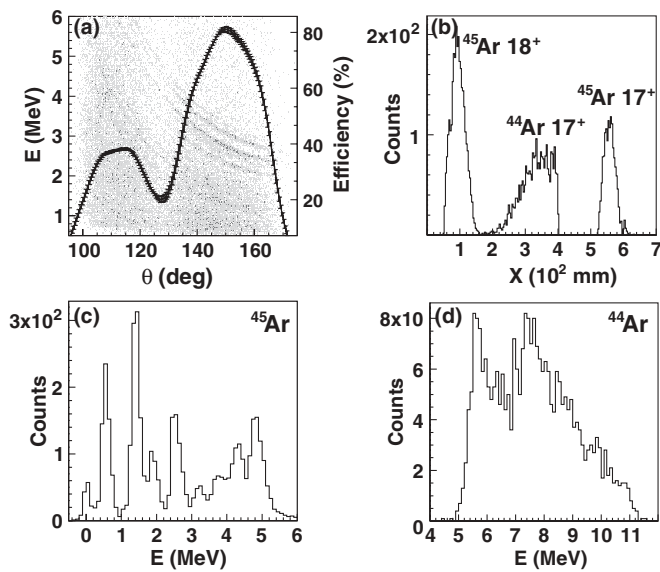 (a)
E (MeV)
6
5
4
3
2
1
80
60
40
20
Efficiency (%)
100 120 140 160
θ (deg)
(b)
⁴⁵Ar 18⁺
⁴⁴Ar 17⁺
⁴⁵Ar 17⁺
Counts
2x10²
1
1 2 3 4 5 6 7
X (10² mm)
(c)
⁴⁵Ar
Counts
3x10²
2
1
0
0 1 2 3 4 5 6
E (MeV)
(d)
⁴⁴Ar
Counts
8x10
6
4
2
0
4 5 6 7 8 9 10 11
E (MeV)